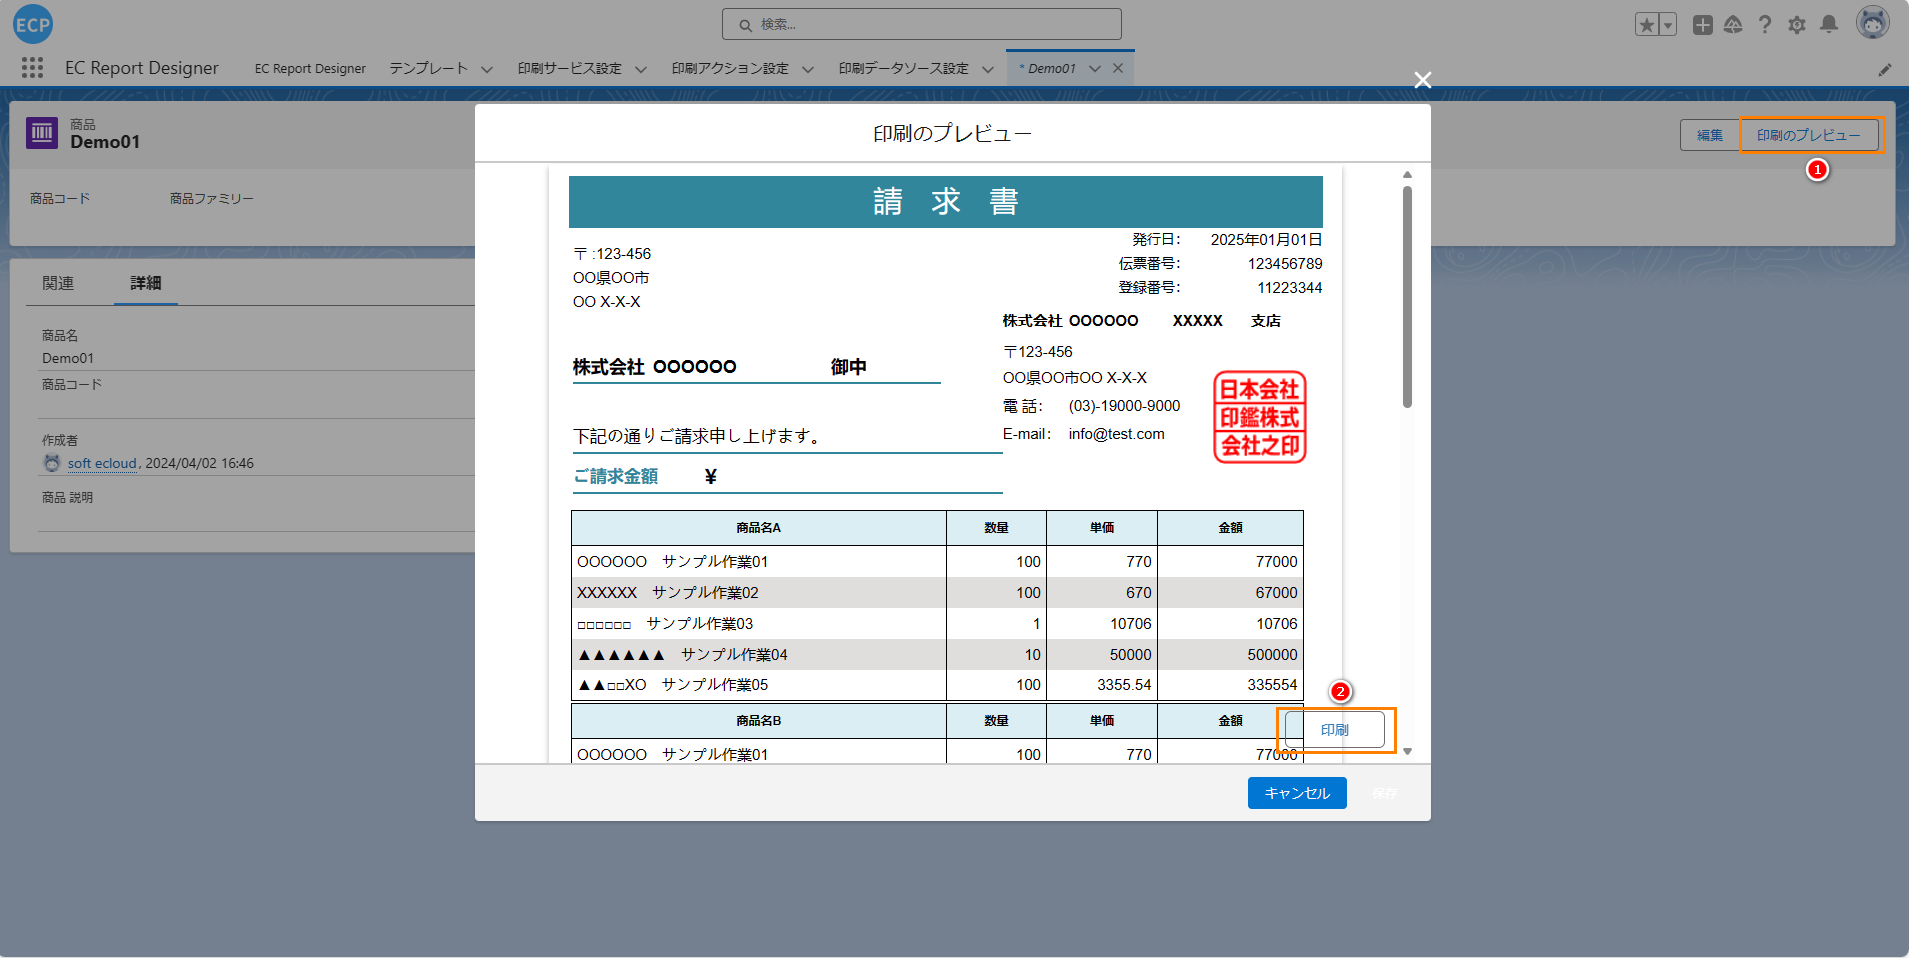 ECP
検索...
EC Report Designer
EC Report Designer
テンプレート
印刷サービス設定
印刷アクション設定
印刷データソース設定
* Demo01
商品
Demo01
編集
印刷のプレビュー
1
商品コード
商品ファミリー
関連
詳細
商品名
Demo01
商品コード
作成者
soft ecloud, 2024/04/02 16:46
商品 説明
印刷のプレビュー
請 求 書
〒 :123-456
OO県OO市
OO X-X-X
発行日: 2025年01月01日
伝票番号: 123456789
登録番号: 11223344
株式会社 OOOOOO XXXXX 支店
〒123-456
OO県OO市OO X-X-X
電 話: (03)-19000-9000
E-mail: info@test.com
日本会社
印鑑株式
会社之印
株式会社 OOOOOO 御中
下記の通りご請求申し上げます。
ご請求金額 ¥
商品名A 数量 単価 金額
OOOOOO サンプル作業01 100 770 77000
XXXXXX サンプル作業02 100 670 67000
□□□□□□ サンプル作業03 1 10706 10706
▲▲▲▲▲▲ サンプル作業04 10 50000 500000
▲▲□□XO サンプル作業05 100 3355.54 335554
商品名B 数量 単価 金額
OOOOOO サンプル作業01 100 770 77000
2
印刷
キャンセル
保存